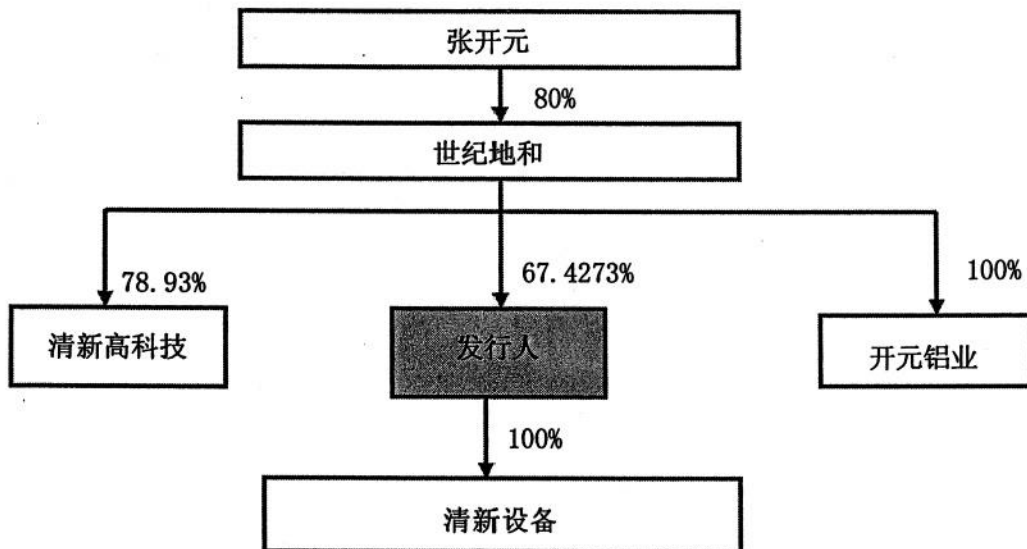 张开元
80%
世纪地和
78.93%
67.4273%
100%
清新高科技
发行人
开元铝业
100%
清新设备